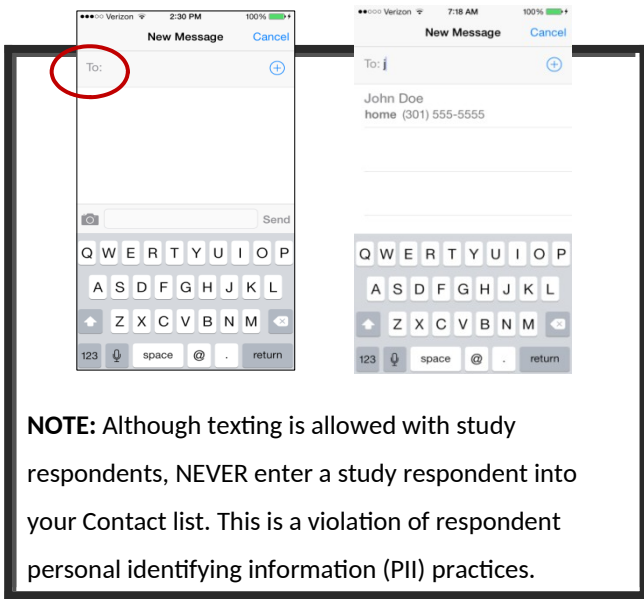 ●●●○○ Verizon 2:30 PM 100%
New Message Cancel
To:
Send
Q W E R T Y U I O P
A S D F G H J K L
Z X C V B N M
123 space @ . return
●●○○○ Verizon 7:18 AM 100%
New Message Cancel
To: j
John Doe
home (301) 555-5555
Q W E R T Y U I O P
A S D F G H J K L
Z X C V B N M
123 space @ . return
NOTE: Although texting is allowed with study
respondents, NEVER enter a study respondent into
your Contact list. This is a violation of respondent
personal identifying information (PII) practices.